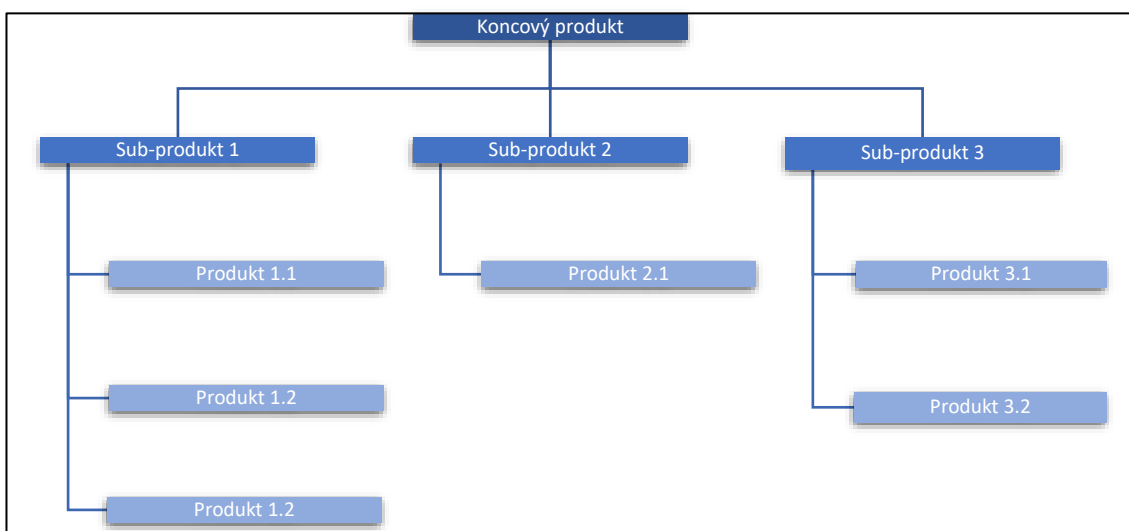 Koncový produkt
Sub-produkt 1
Sub-produkt 2
Sub-produkt 3
Produkt 1.1
Produkt 2.1
Produkt 3.1
Produkt 1.2
Produkt 3.2
Produkt 1.2